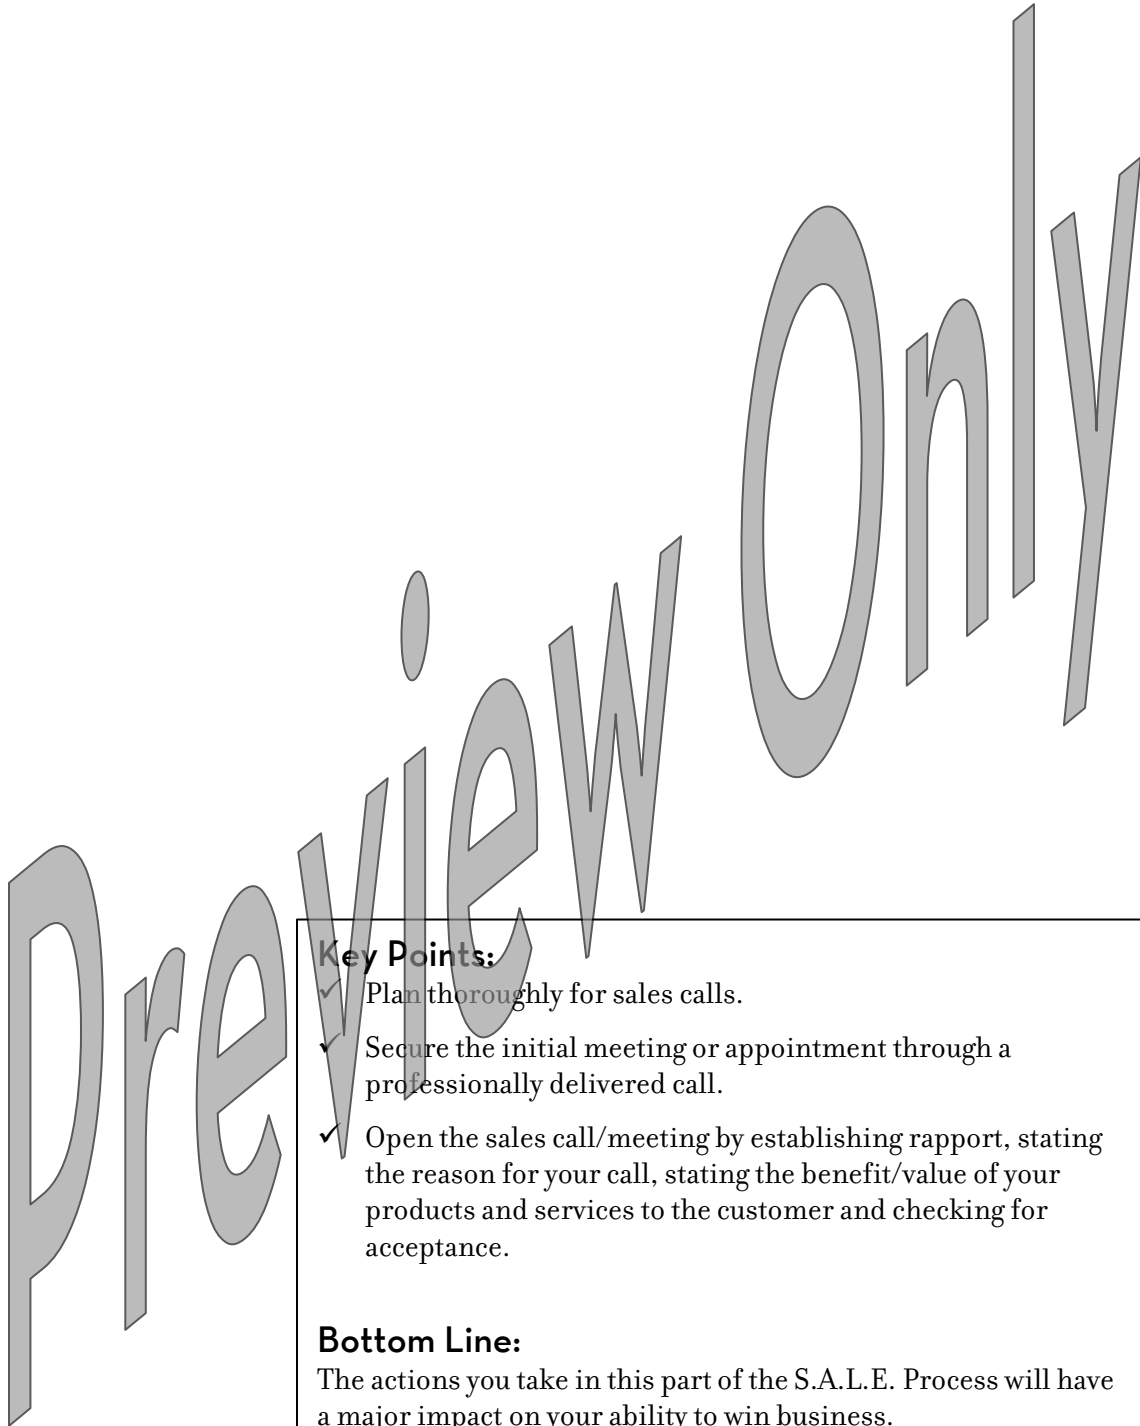 Preview Only
Key Points:
✓ Plan thoroughly for sales calls.
✓ Secure the initial meeting or appointment through a
professionally delivered call.
✓ Open the sales call/meeting by establishing rapport, stating
the reason for your call, stating the benefit/value of your
products and services to the customer and checking for
acceptance.
Bottom Line:
The actions you take in this part of the S.A.L.E. Process will have
a major impact on your ability to win business.